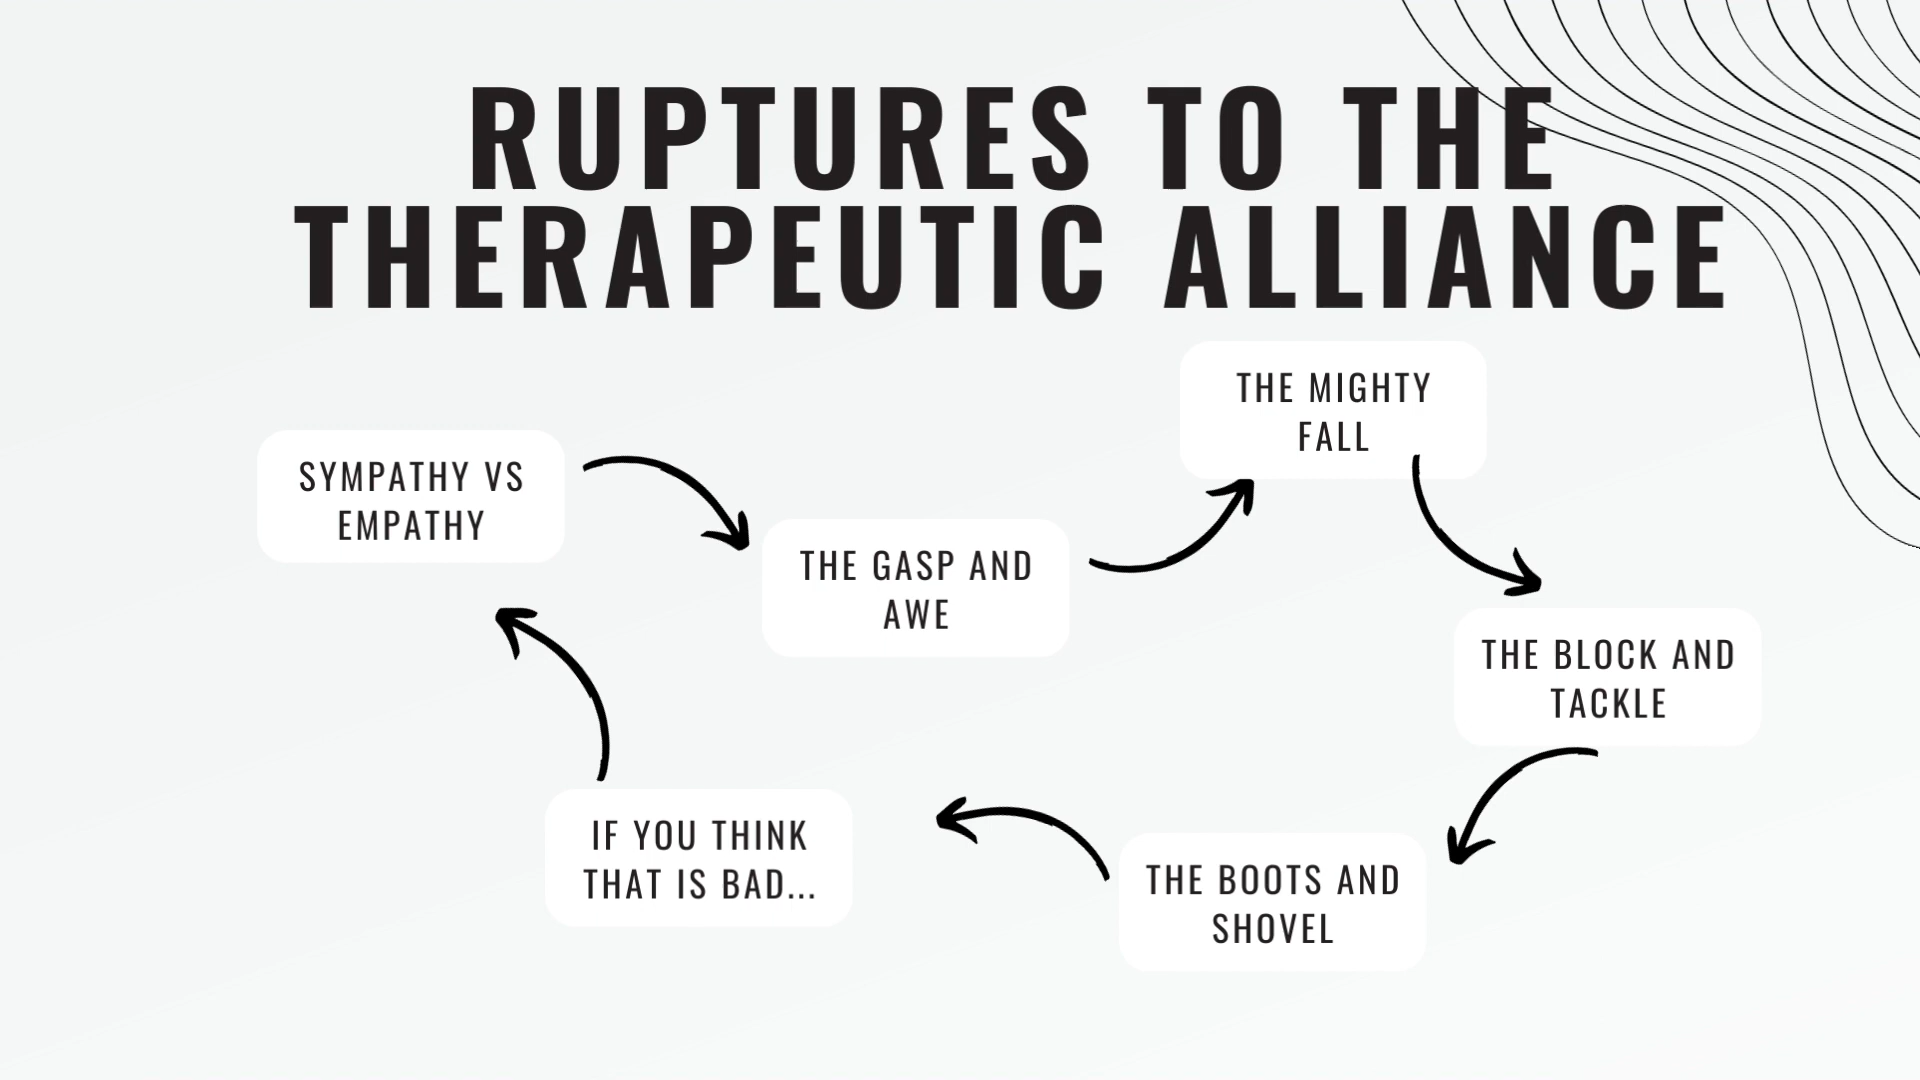 RUPTURES TO THE
THERAPEUTIC ALLIANCE
SYMPATHY VS
EMPATHY
THE GASP AND
AWE
THE MIGHTY
FALL
THE BLOCK AND
TACKLE
THE BOOTS AND
SHOVEL
IF YOU THINK
THAT IS BAD...